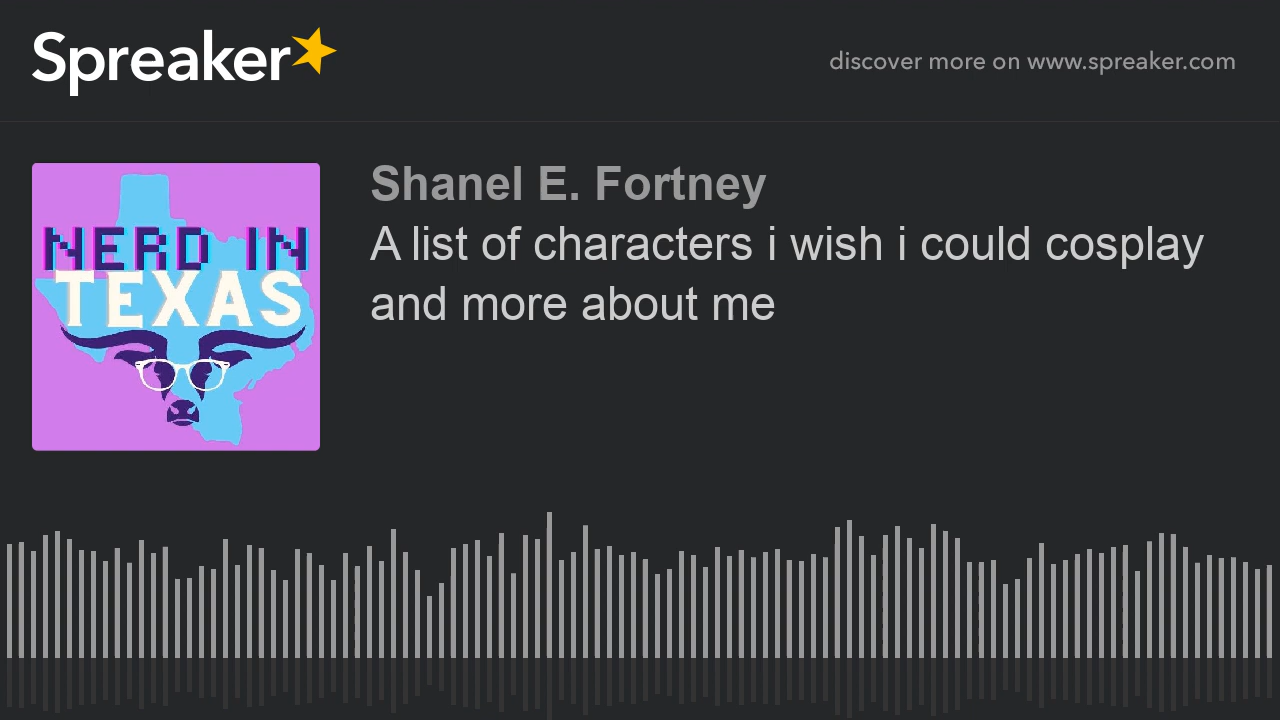 Spreaker
discover more on www.spreaker.com
NERD IN
TEXAS
Shanel E. Fortney
A list of characters i wish i could cosplay
and more about me